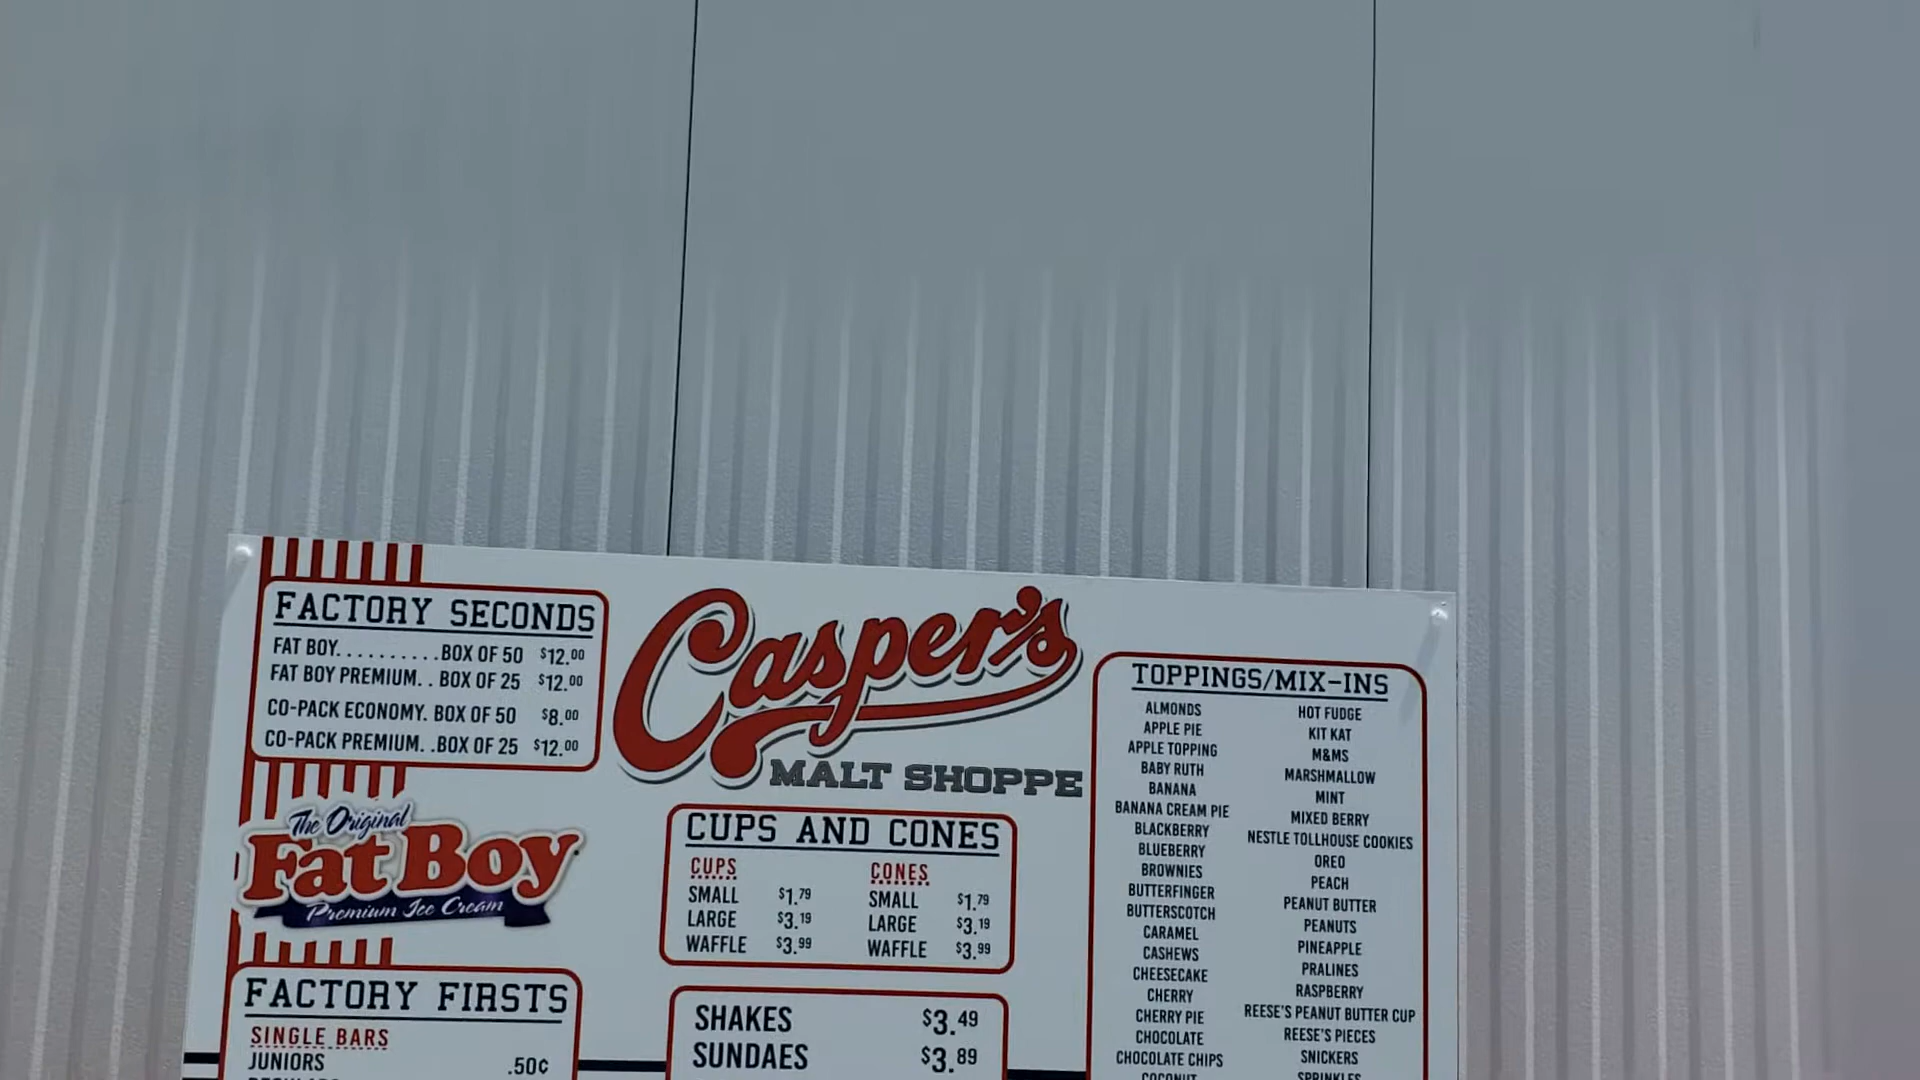 FACTORY SECONDS
FAT BOY. . . . . . . . . . BOX OF 50 $12.00
FAT BOY PREMIUM. . BOX OF 25 $12.00
CO-PACK ECONOMY. BOX OF 50 $8.00
CO-PACK PREMIUM. .BOX OF 25 $12.00
The Original
Fat Boy
Premium Ice Cream
FACTORY FIRSTS
SINGLE BARS
JUNIORS .50¢
Casper's
MALT SHOPPE
CUPS AND CONES
CUPS
SMALL $1.79
LARGE $3.19
WAFFLE $3.99
CONES
SMALL $1.79
LARGE $3.19
WAFFLE $3.99
SHAKES $3.49
SUNDAES $3.89
TOPPINGS/MIX-INS
ALMONDS
APPLE PIE
APPLE TOPPING
BABY RUTH
BANANA
BANANA CREAM PIE
BLACKBERRY
BLUEBERRY
BROWNIES
BUTTERFINGER
BUTTERSCOTCH
CARAMEL
CASHEWS
CHEESECAKE
CHERRY
CHERRY PIE
CHOCOLATE
CHOCOLATE CHIPS
COCONUT
HOT FUDGE
KIT KAT
M&MS
MARSHMALLOW
MINT
MIXED BERRY
NESTLE TOLLHOUSE COOKIES
OREO
PEACH
PEANUT BUTTER
PEANUTS
PINEAPPLE
PRALINES
RASPBERRY
REESE'S PEANUT BUTTER CUP
REESE'S PIECES
SNICKERS
SPRINKLES